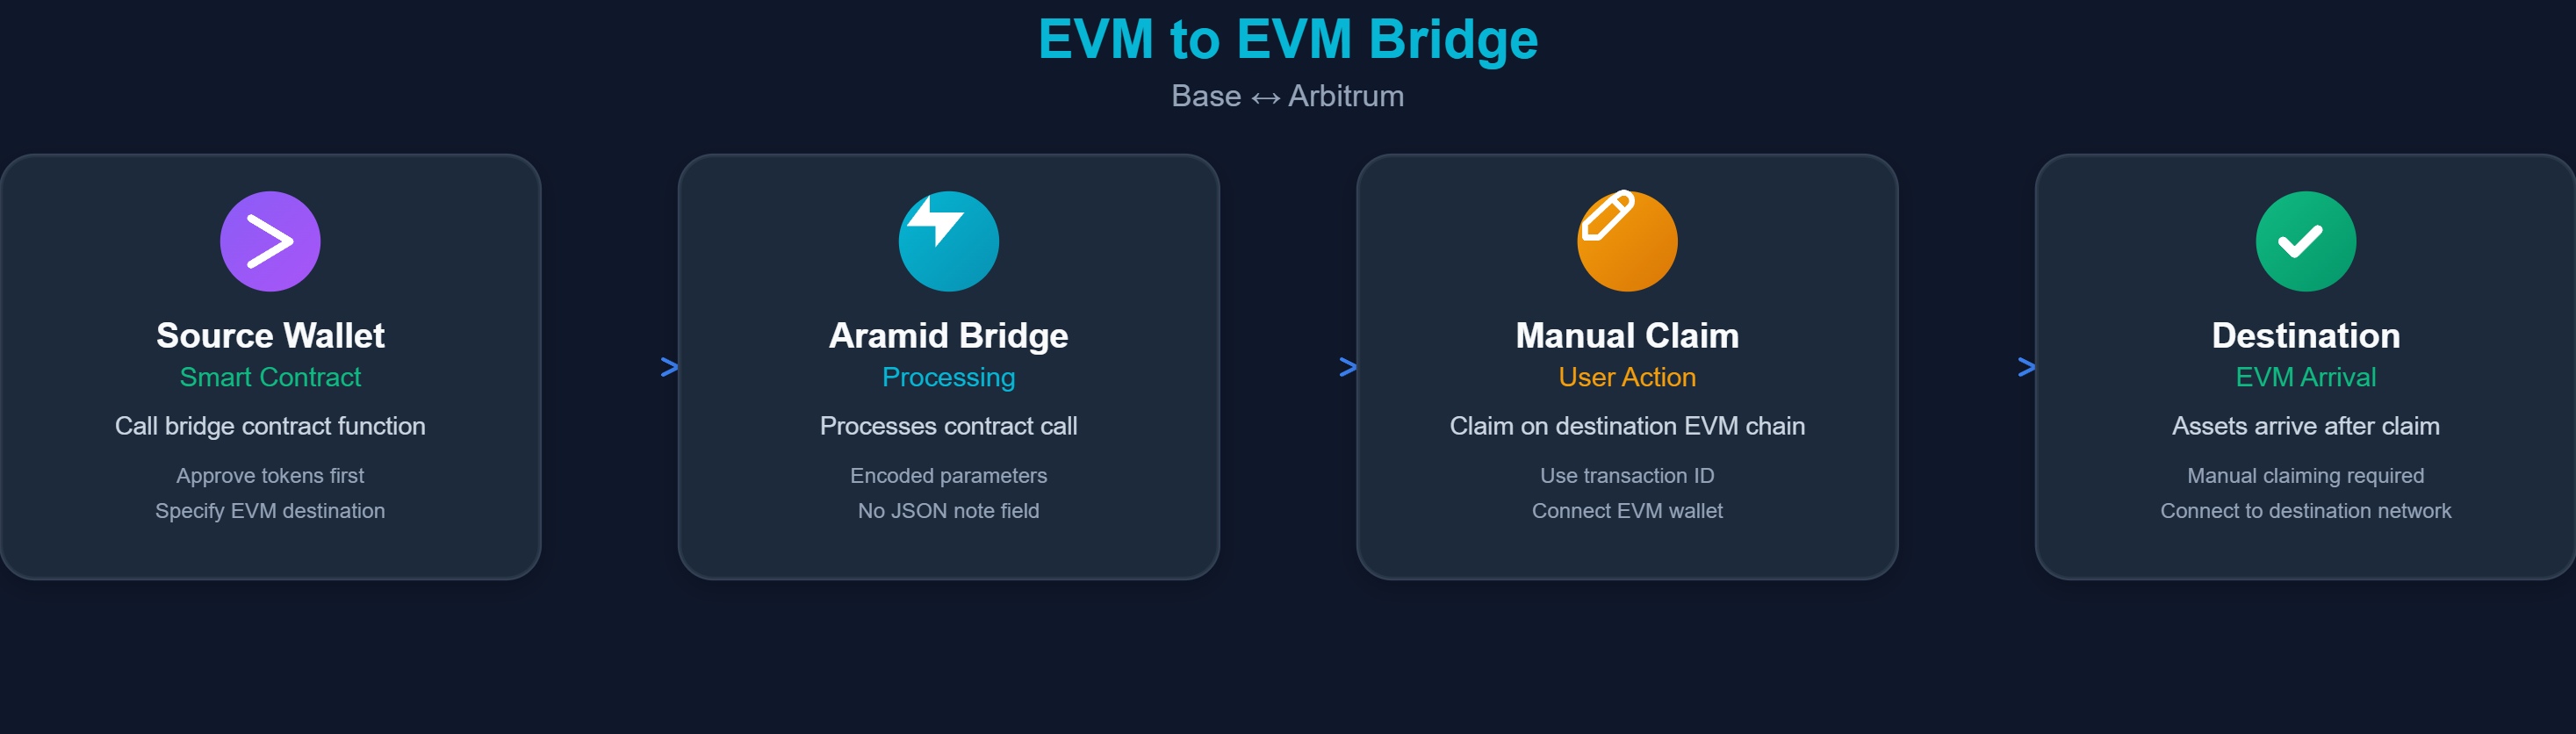 EVM to EVM Bridge
Base ↔ Arbitrum
Source Wallet
Smart Contract
Call bridge contract function
Approve tokens first
Specify EVM destination
Aramid Bridge
Processing
Processes contract call
Encoded parameters
No JSON note field
Manual Claim
User Action
Claim on destination EVM chain
Use transaction ID
Connect EVM wallet
Destination
EVM Arrival
Assets arrive after claim
Manual claiming required
Connect to destination network